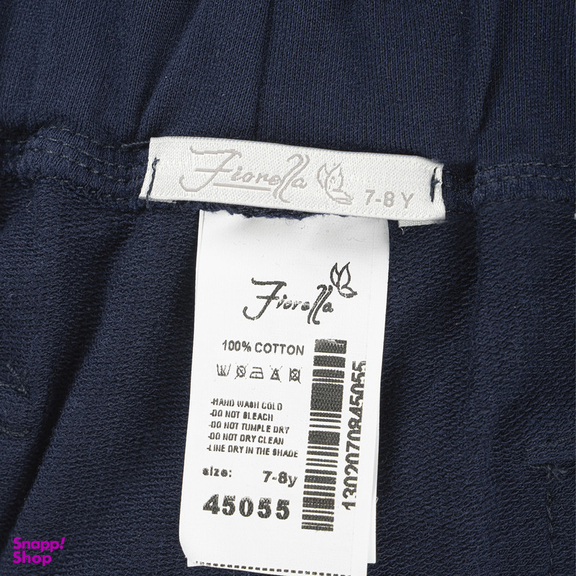 Fiorella 7-8 Y
Fiorella
100% COTTON
-HAND WASH COLD
-DO NOT BLEACH
-DO NOT TUMPLE DRY
-DO NOT DRY CLEAN
-LINE DRY IN THE SHADE
size: 7-8y
45055
1302070845055
Snapp!
Shop